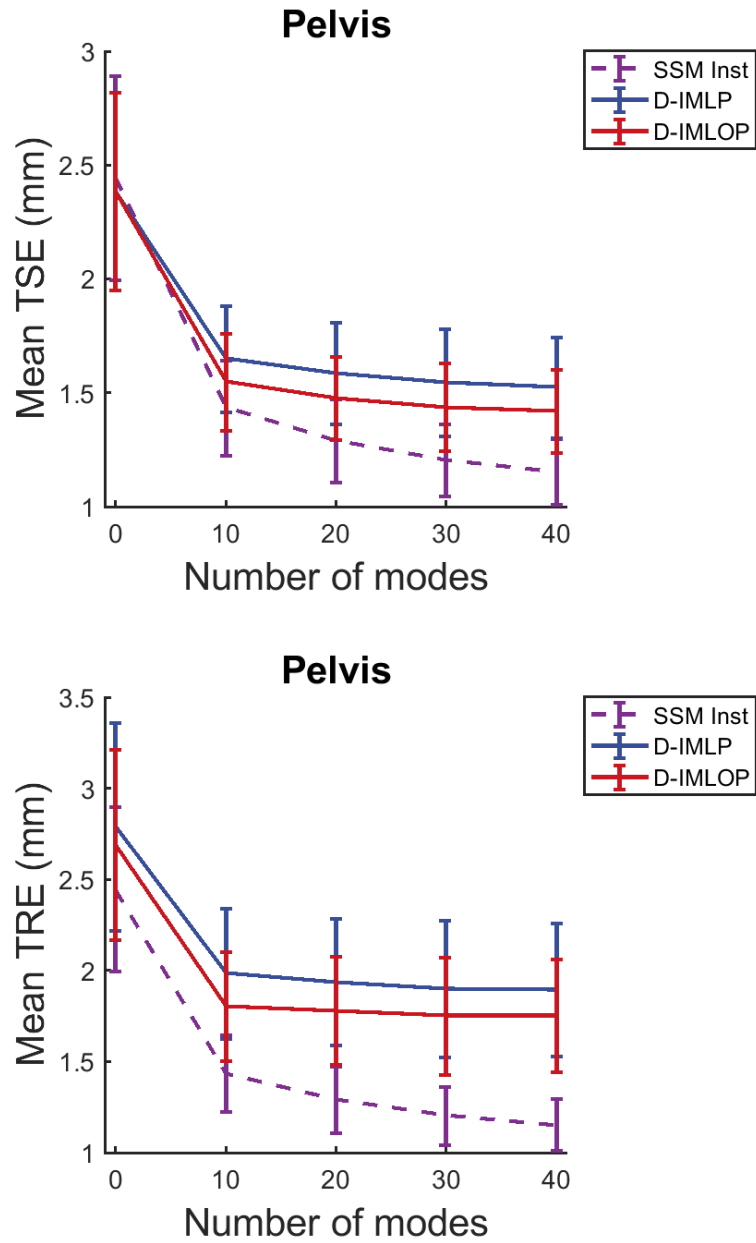 Pelvis
3
2.5
2
1.5
1
Mean TSE (mm)
0 10 20 30 40
Number of modes
SSM Inst
D-IMLP
D-IMLOP
Pelvis
3.5
3
2.5
2
1.5
1
Mean TRE (mm)
0 10 20 30 40
Number of modes
SSM Inst
D-IMLP
D-IMLOP